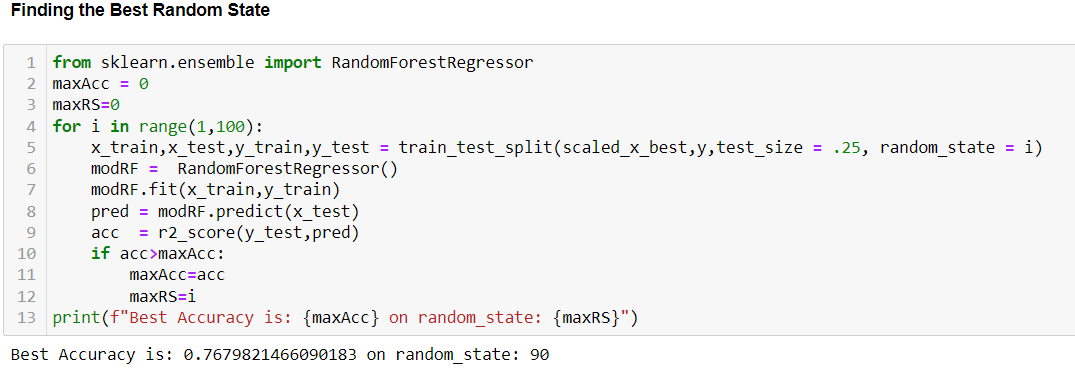 Finding the Best Random State
1 from sklearn.ensemble import RandomForestRegressor
2 maxAcc = 0
3 maxRS=0
4 for i in range(1,100):
5     x_train,x_test,y_train,y_test = train_test_split(scaled_x_best,y,test_size = .25, random_state = i)
6     modRF =  RandomForestRegressor()
7     modRF.fit(x_train,y_train)
8     pred = modRF.predict(x_test)
9     acc  = r2_score(y_test,pred)
10     if acc>maxAcc:
11         maxAcc=acc
12         maxRS=i
13 print(f"Best Accuracy is: {maxAcc} on random_state: {maxRS}")
Best Accuracy is: 0.7679821466090183 on random_state: 90